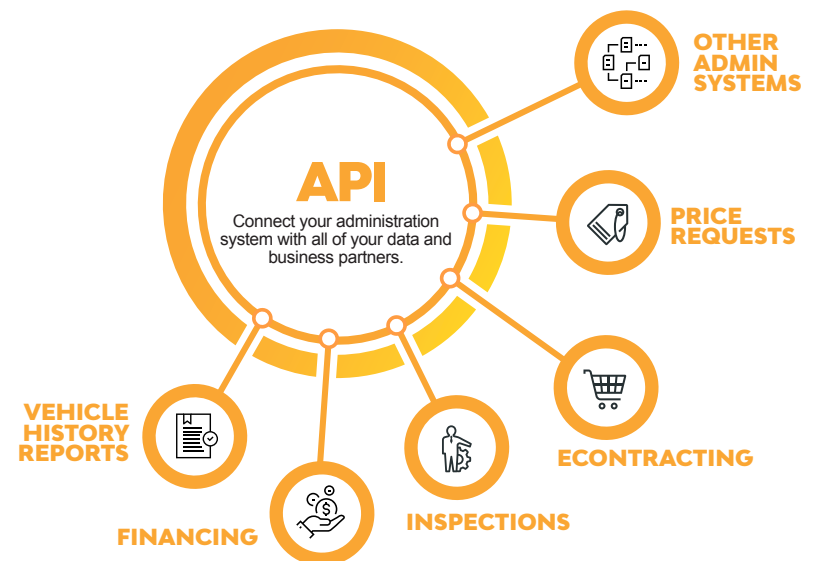 OTHER
ADMIN
SYSTEMS
API
Connect your administration
system with all of your data and
business partners.
PRICE
REQUESTS
VEHICLE
HISTORY
REPORTS
ECONTRACTING
INSPECTIONS
FINANCING
$